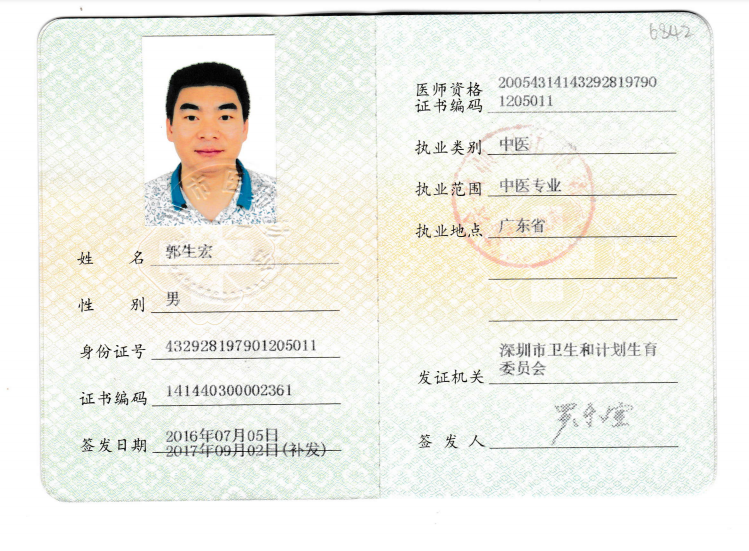 姓 名 郭生宏
性 别 男
身份证号 432928197901205011
证书编码 141440300002361
签发日期 2016年07月05日
2017年09月02日(补发)
6842
医师资格 20054314143292819790
证书编码 1205011
执业类别 中医
执业范围 中医专业
执业地点 广东省
发证机关 深圳市卫生和计划生育
委员会
签 发 人